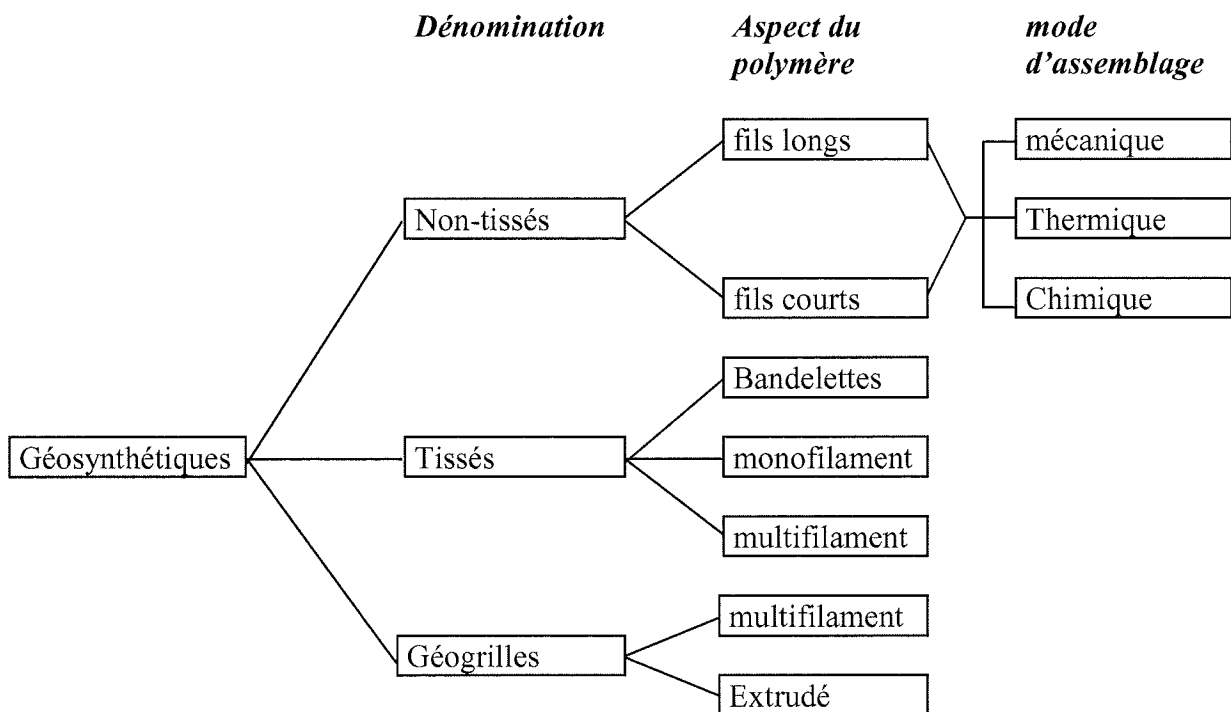 Dénomination
Aspect du
polymère
mode
d'assemblage
fils longs
mécanique
Non-tissés
Thermique
fils courts
Chimique
Bandelettes
Géosynthétiques
Tissés
monofilament
multifilament
multifilament
Géogrilles
Extrudé